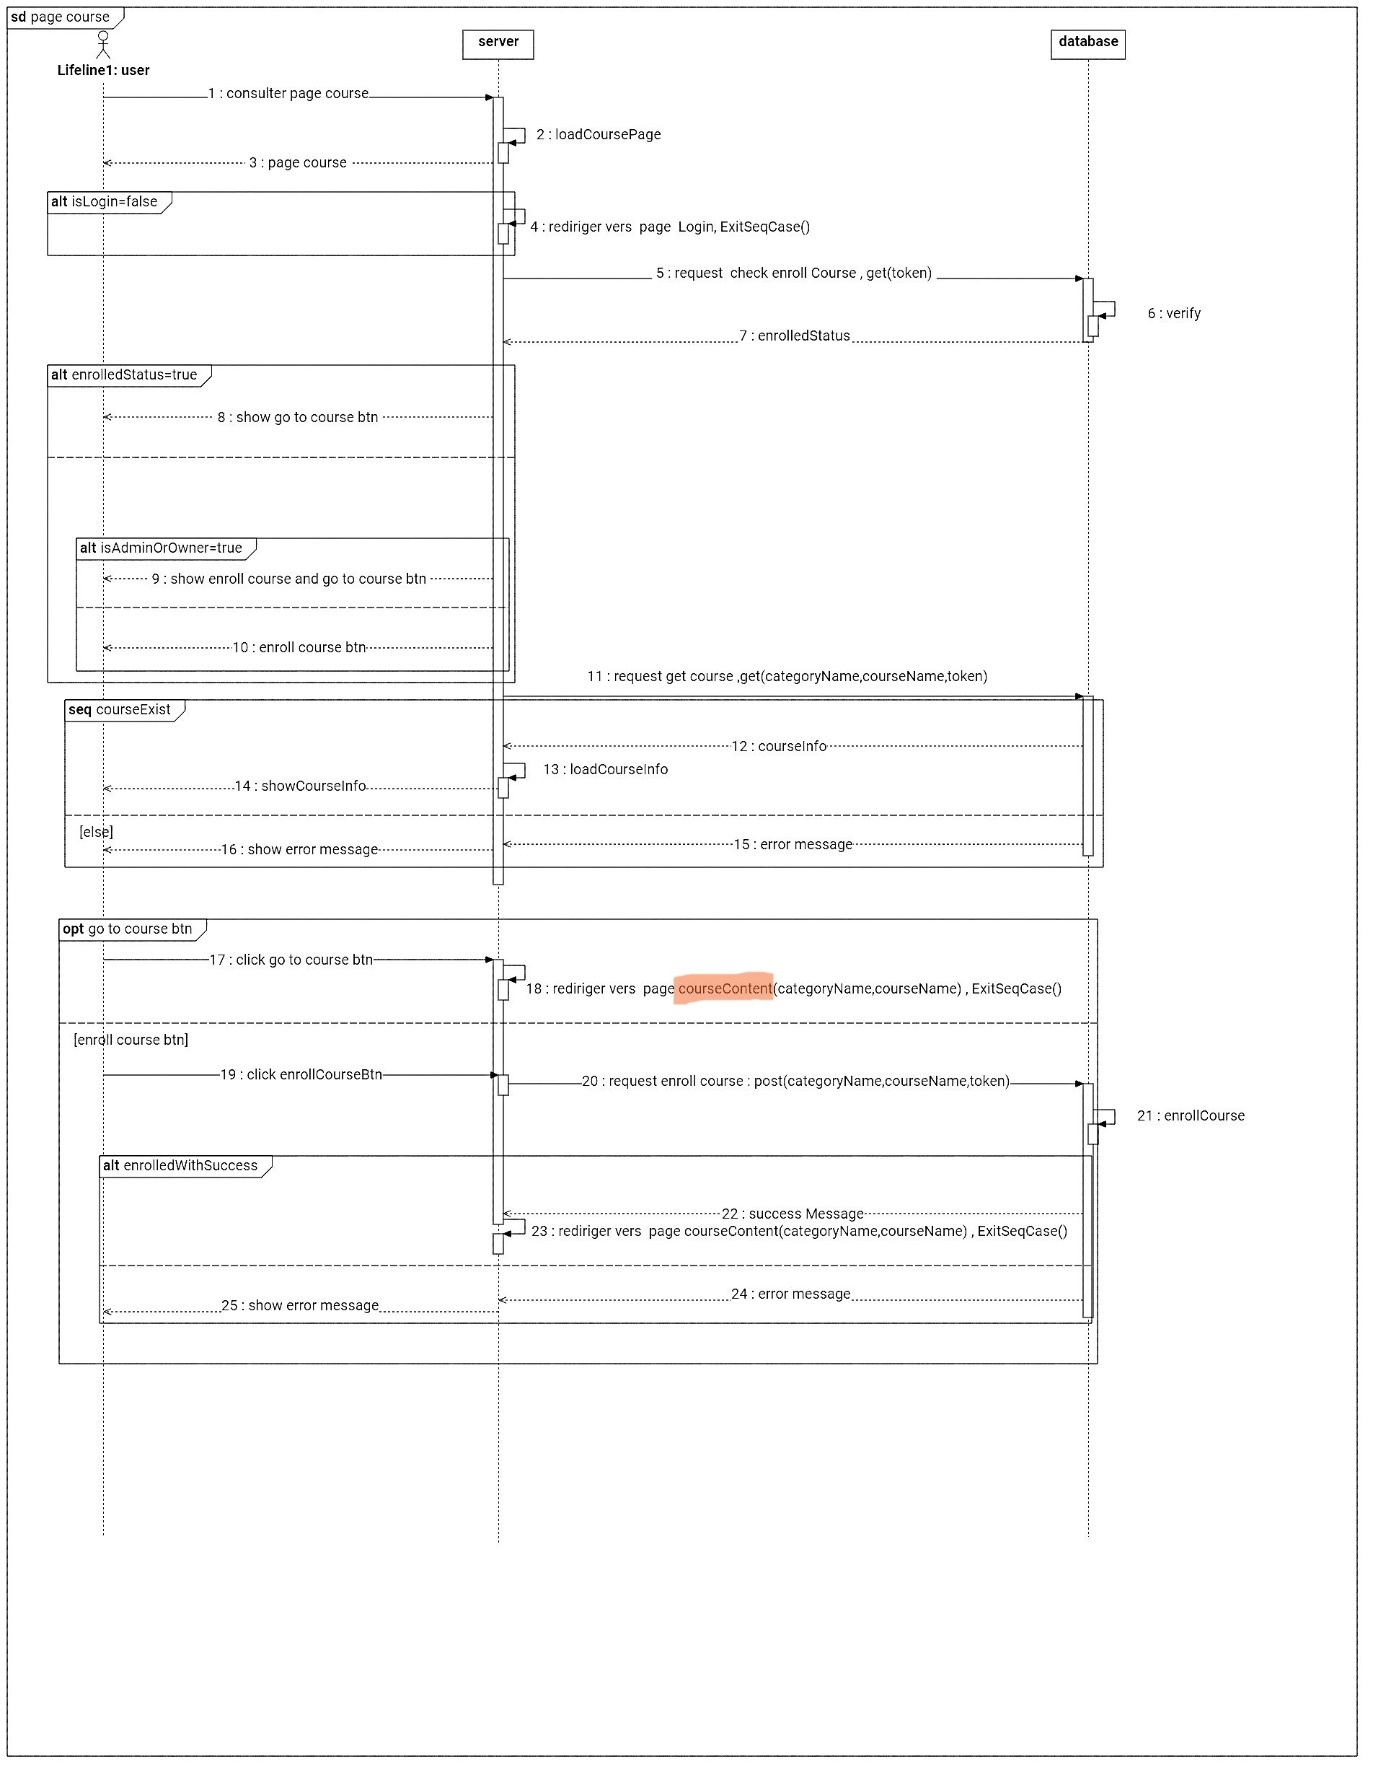 sd page course
server
database
Lifeline1: user
1 : consulter page course
2 : loadCoursePage
3 : page course
alt isLogin=false
4 : rediriger vers page Login, ExitSeqCase()
5 : request check enroll Course , get(token)
6 : verify
7 : enrolledStatus
alt enrolledStatus=true
8 : show go to course btn
alt isAdminOrOwner=true
9 : show enroll course and go to course btn
10 : enroll course btn
11 : request get course ,get(categoryName,courseName,token)
seq courseExist
12 : courseInfo
13 : loadCourseInfo
14 : showCourseInfo
[else]
15 : error message
16 : show error message
opt go to course btn
17 : click go to course btn
18 : rediriger vers page courseContent(categoryName,courseName) , ExitSeqCase()
[enroll course btn]
19 : click enrollCourseBtn
20 : request enroll course : post(categoryName,courseName,token)
21 : enrollCourse
alt enrolledWithSuccess
22 : success Message
23 : rediriger vers page courseContent(categoryName,courseName) , ExitSeqCase()
24 : error message
25 : show error message